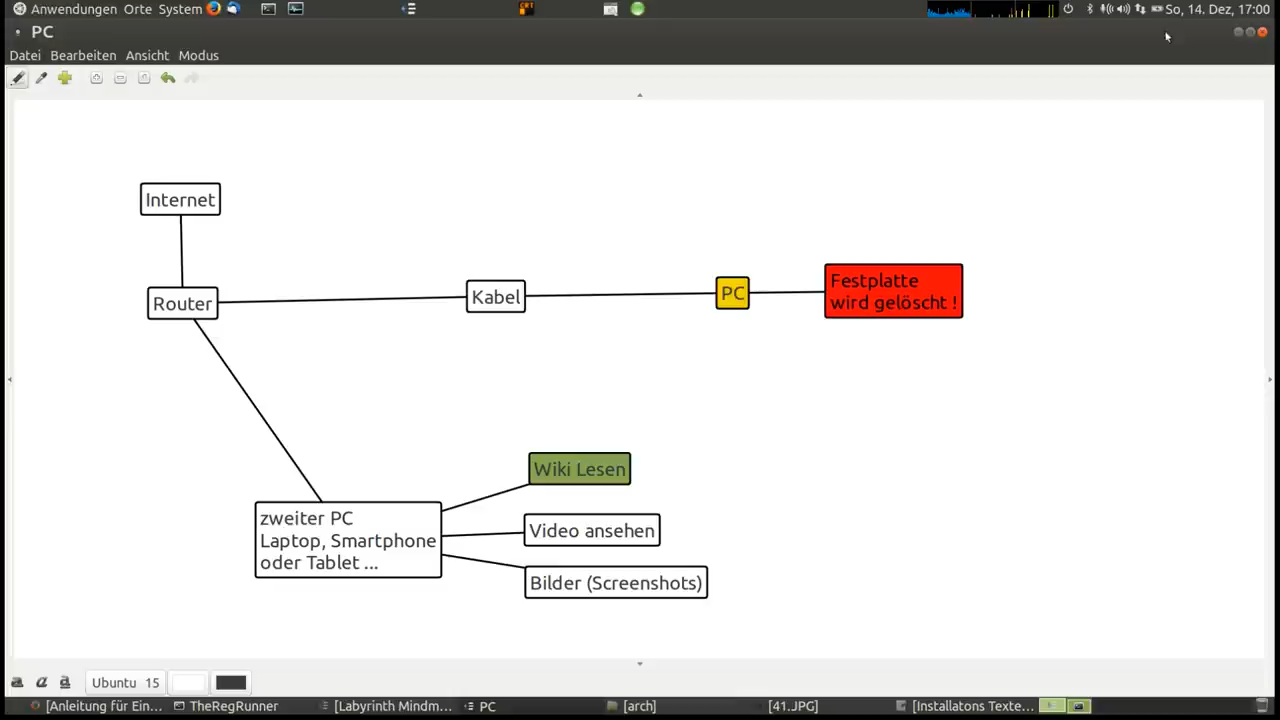 Anwendungen Orte System
So, 14. Dez, 17:00
PC
Datei Bearbeiten Ansicht Modus
Internet
Router
Kabel
PC
Festplatte
wird gelöscht !
Wiki Lesen
zweiter PC
Laptop, Smartphone
oder Tablet ...
Video ansehen
Bilder (Screenshots)
a a a Ubuntu 15
[Anleitung für Ein... TheRegRunner [Labyrinth Mindm... PC [arch] [41.JPG] [Installatons Texte...